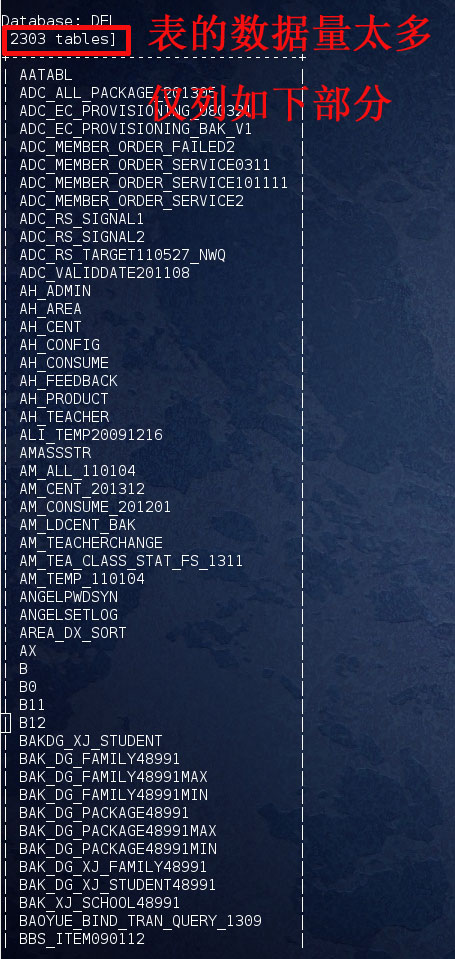 Database: DFL
[2303 tables]
表的数据量太多
仅列如下部分
+--------------------------------+
| AATABL |
| ADC_ALL_PACKAGE_201305 |
| ADC_EC_PROVISIONING_080321 |
| ADC_EC_PROVISIONING_BAK_V1 |
| ADC_MEMBER_ORDER_FAILED2 |
| ADC_MEMBER_ORDER_SERVICE0311 |
| ADC_MEMBER_ORDER_SERVICE101111 |
| ADC_MEMBER_ORDER_SERVICE2 |
| ADC_RS_SIGNAL1 |
| ADC_RS_SIGNAL2 |
| ADC_RS_TARGET110527_NWQ |
| ADC_VALIDDATE201108 |
| AH_ADMIN |
| AH_AREA |
| AH_CENT |
| AH_CONFIG |
| AH_CONSUME |
| AH_FEEDBACK |
| AH_PRODUCT |
| AH_TEACHER |
| ALI_TEMP20091216 |
| AMASSSTR |
| AM_ALL_110104 |
| AM_CENT_201312 |
| AM_CONSUME_201201 |
| AM_LDCENT_BAK |
| AM_TEACHERCHANGE |
| AM_TEA_CLASS_STAT_FS_1311 |
| AM_TEMP_110104 |
| ANGELPWDSYN |
| ANGELSETLOG |
| AREA_DX_SORT |
| AX |
| B |
| B0 |
| B11 |
| B12 |
| BAKDG_XJ_STUDENT |
| BAK_DG_FAMILY48991 |
| BAK_DG_FAMILY48991MAX |
| BAK_DG_FAMILY48991MIN |
| BAK_DG_PACKAGE48991 |
| BAK_DG_PACKAGE48991MAX |
| BAK_DG_PACKAGE48991MIN |
| BAK_DG_XJ_FAMILY48991 |
| BAK_DG_XJ_STUDENT48991 |
| BAK_XJ_SCHOOL48991 |
| BAOYUE_BIND_TRAN_QUERY_1309 |
| BBS_ITEM090112 |